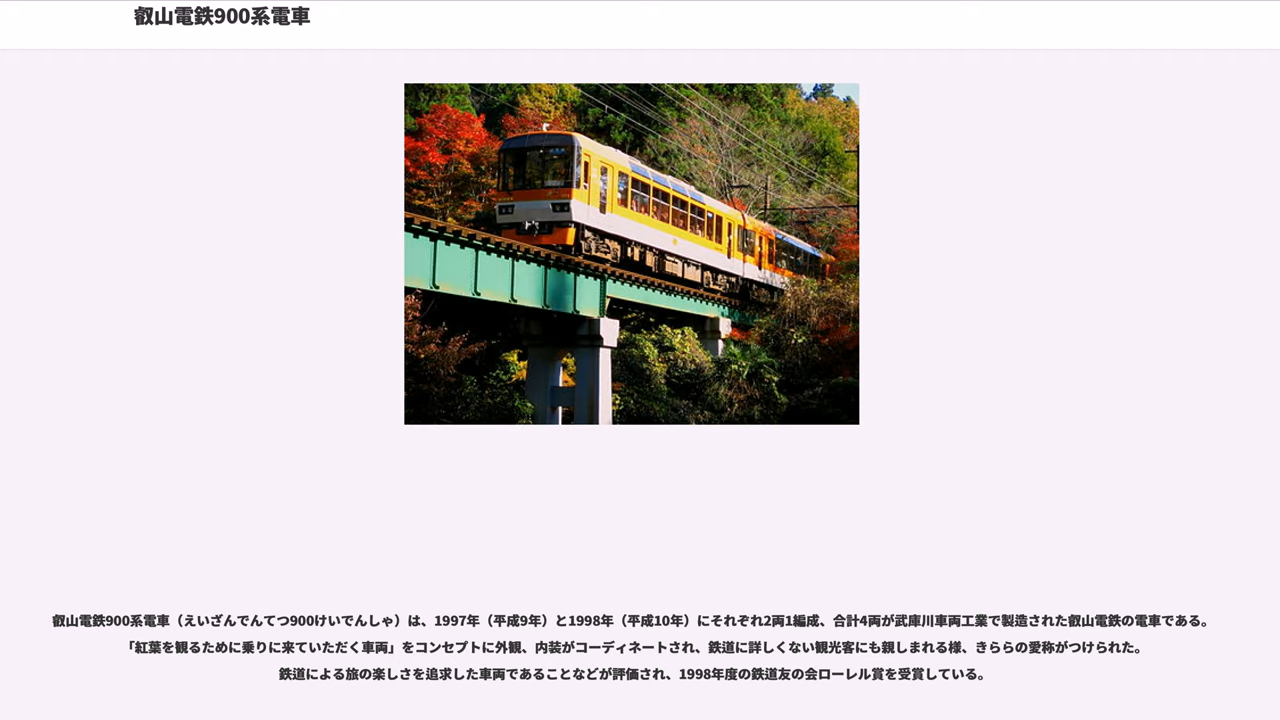 叡山電鉄900系電車
叡山電鉄900系電車（えいざんでんてつ900けいでんしゃ）は、1997年（平成9年）と1998年（平成10年）にそれぞれ2両1編成、合計4両が武庫川車両工業で製造された叡山電鉄の電車である。
「紅葉を観るために乗りに来ていただく車両」をコンセプトに外観、内装がコーディネートされ、鉄道に詳しくない観光客にも親しまれる様、きららの愛称がつけられた。
鉄道による旅の楽しさを追求した車両であることなどが評価され、1998年度の鉄道友の会ローレル賞を受賞している。